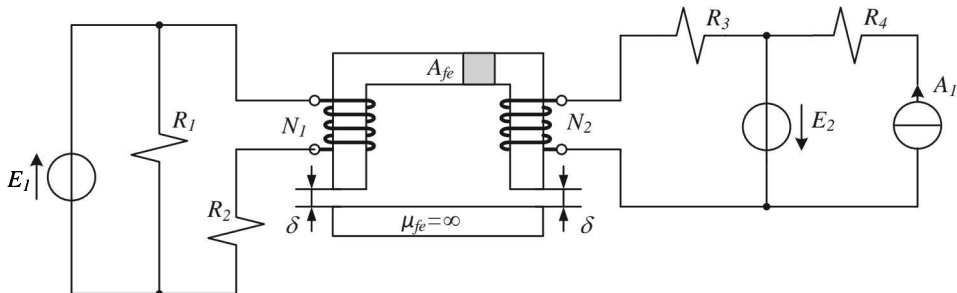 E1
R1
R2
N1
Afe
N2
δ
μfe=∞
δ
R3
R4
E2
A1